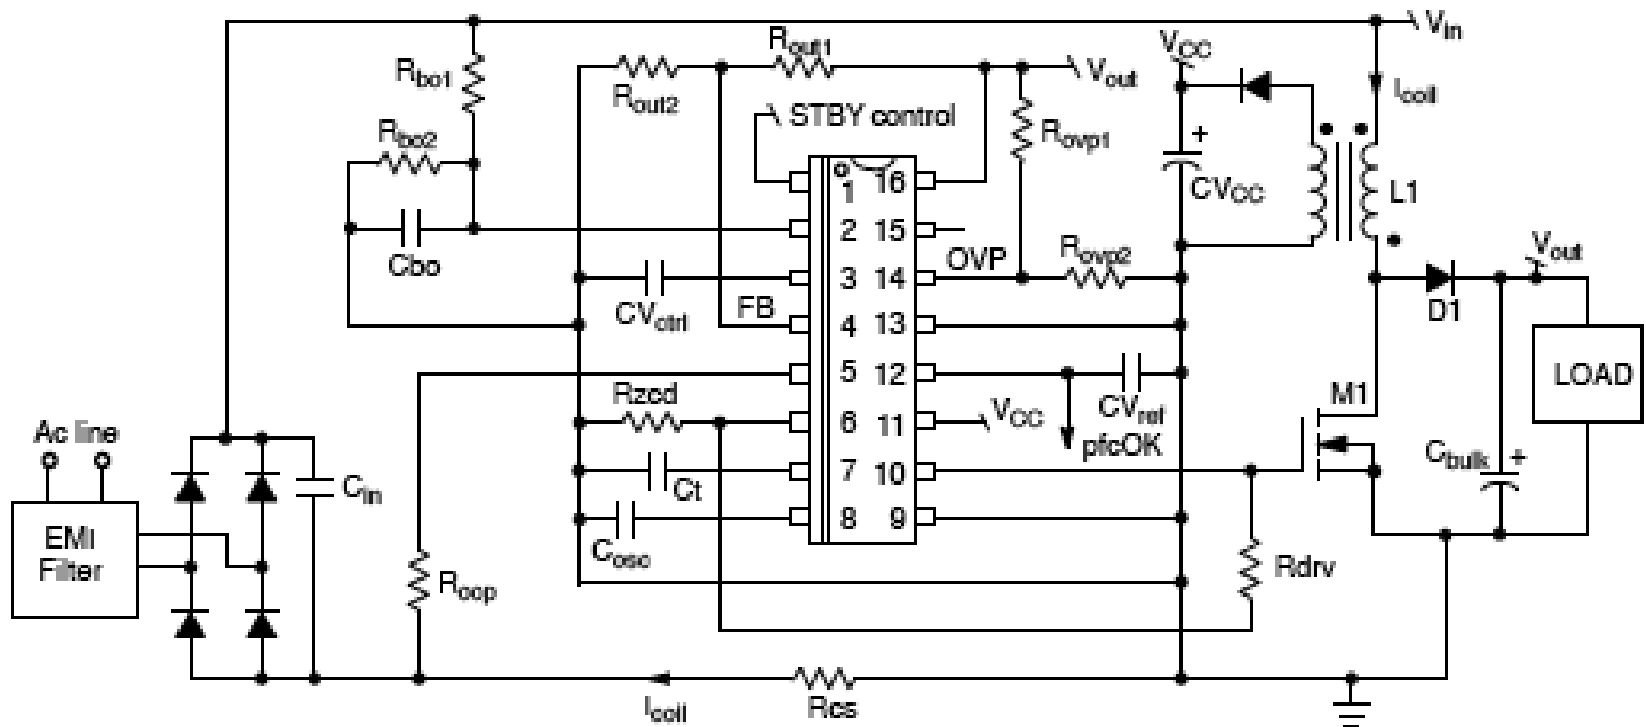 Vin
Rbo1
Rout2
Rout1
Vout
VCC
Icoil
STBY control
Rovp1
Rbo2
CVCC
L1
Cbo
OVP
Rovp2
Vout
D1
CVctrl
FB
1
2
3
4
5
6
7
8
16
15
14
13
12
11
10
9
LOAD
Rzcd
VCC
CVref
pfcOK
M1
Ac line
Cin
Ct
Cbulk
EMI
Filter
Cosc
Rocp
Rdrv
Icoil
Rcs